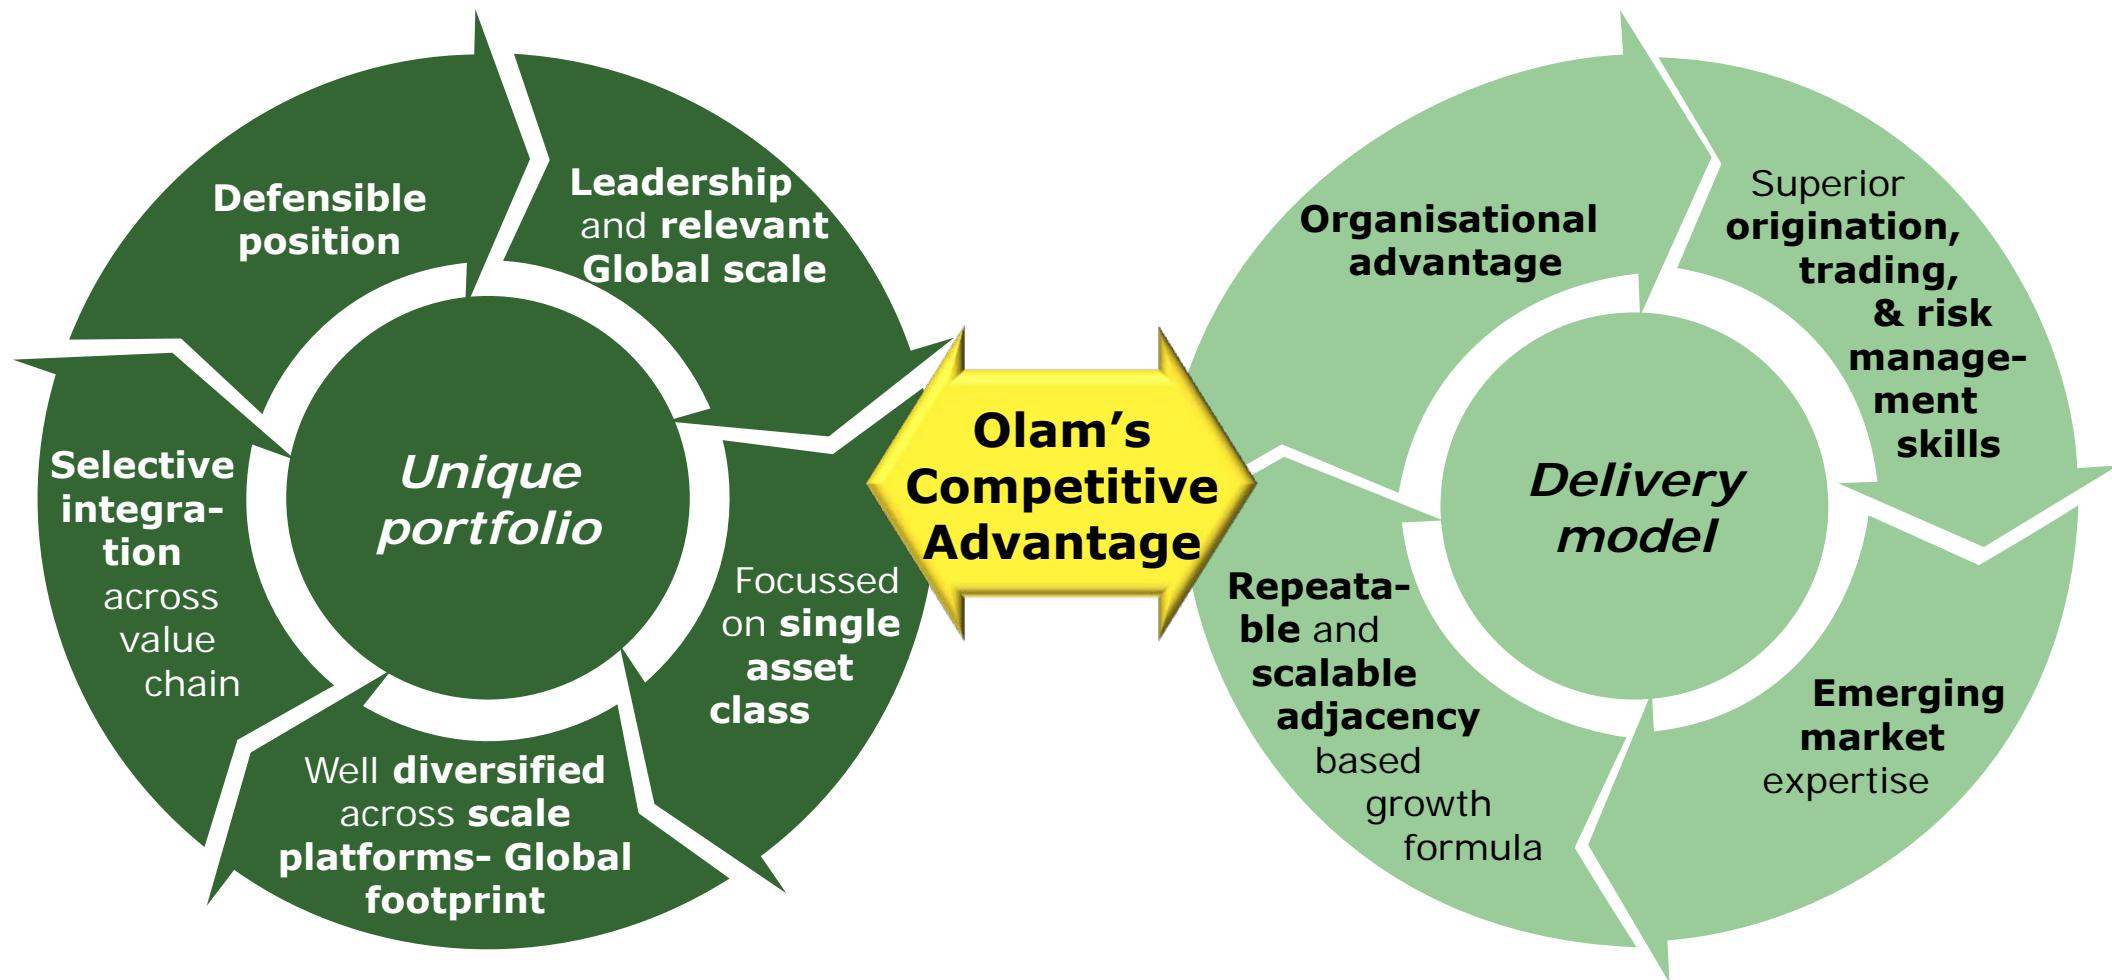 Defensible
position
Leadership
and relevant
Global scale
Focussed
on single
asset
class
Well diversified
across scale
platforms- Global
footprint
Selective
integra-
tion
across
value
chain
Unique
portfolio
Olam’s
Competitive
Advantage
Organisational
advantage
Superior
origination,
trading,
& risk
manage-
ment
skills
Emerging
market
expertise
Repeata-
ble and
scalable
adjacency
based
growth
formula
Delivery
model